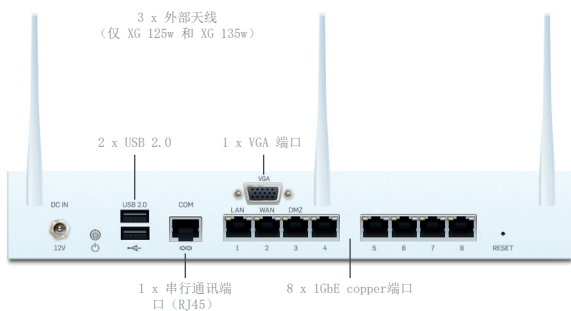 3 x 外部天线
（仅 XG 125w 和 XG 135w）
2 x USB 2.0
1 x VGA 端口
VGA
DC IN
USB 2.0
COM
LAN
WAN
DMZ
12V
1
2
3
4
5
6
7
8
RESET
1 x 串行通讯端
口（RJ45）
8 x 1GbE copper端口